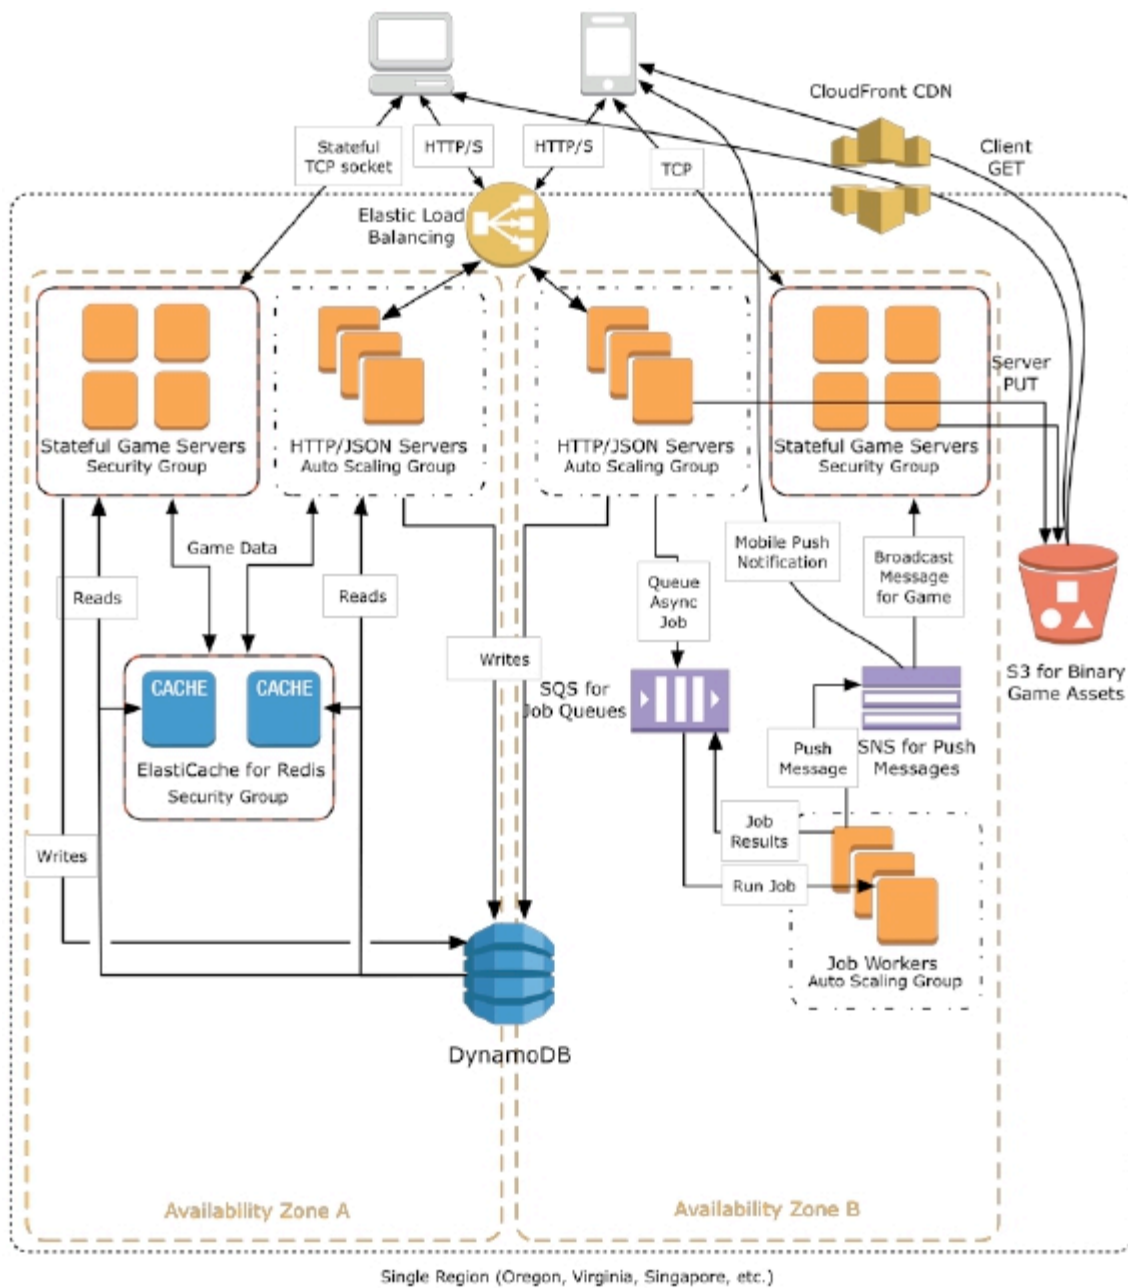 CloudFront CDN
Stateful
TCP socket
HTTP/S
HTTP/S
TCP
Client
GET
Elastic Load
Balancing
Server
PUT
Stateful Game Servers
Security Group
HTTP/JSON Servers
Auto Scaling Group
HTTP/JSON Servers
Auto Scaling Group
Stateful Game Servers
Security Group
Game Data
Reads
Reads
Queue
Async
Job
Mobile Push
Notification
Broadcast
Message
for Game
Writes
CACHE
CACHE
ElastiCache for Redis
Security Group
SQS for
Job Queues
S3 for Binary
Game Assets
Push
Message
SNS for Push
Messages
Writes
Job
Results
Run Job
Job Workers
Auto Scaling Group
DynamoDB
Availability Zone A
Availability Zone B
Single Region (Oregon, Virginia, Singapore, etc.)